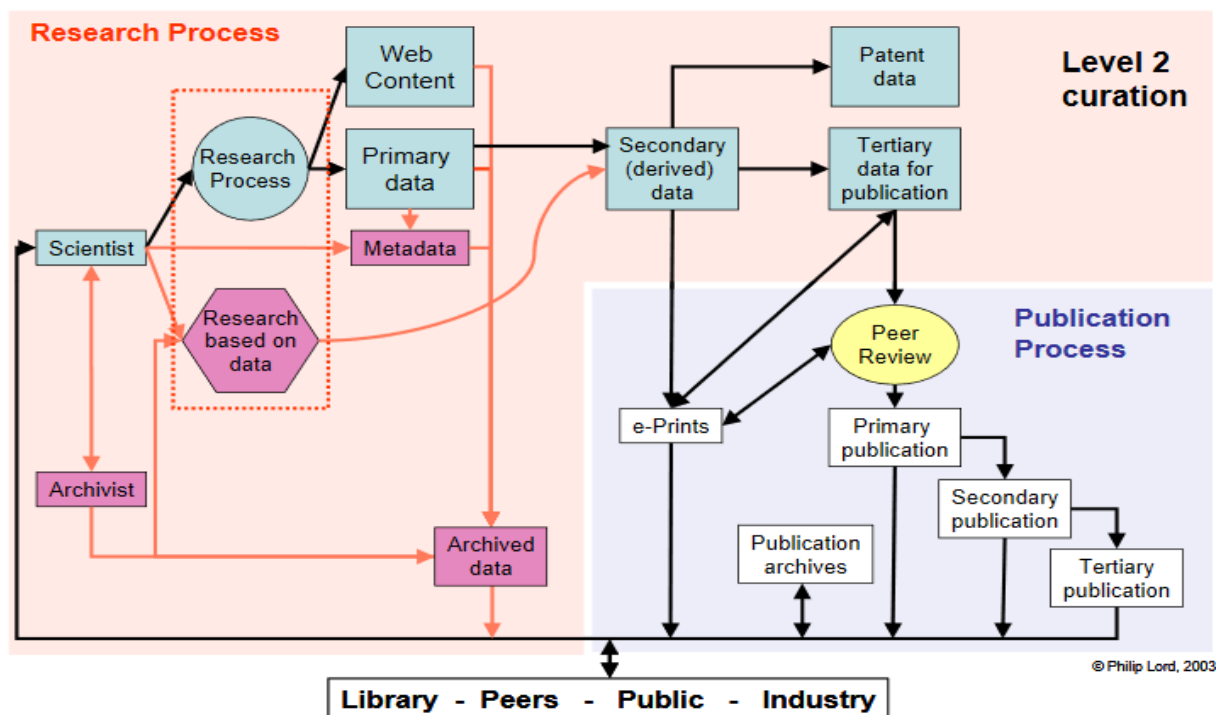 Research Process
Web
Content
Patent
data
Level 2
curation
Research
Process
Primary
data
Secondary
(derived)
data
Tertiary
data for
publication
Scientist
Metadata
Research
based on
data
Peer
Review
Publication
Process
e-Prints
Primary
publication
Archivist
Secondary
publication
Archived
data
Publication
archives
Tertiary
publication
© Philip Lord, 2003
Library - Peers - Public - Industry